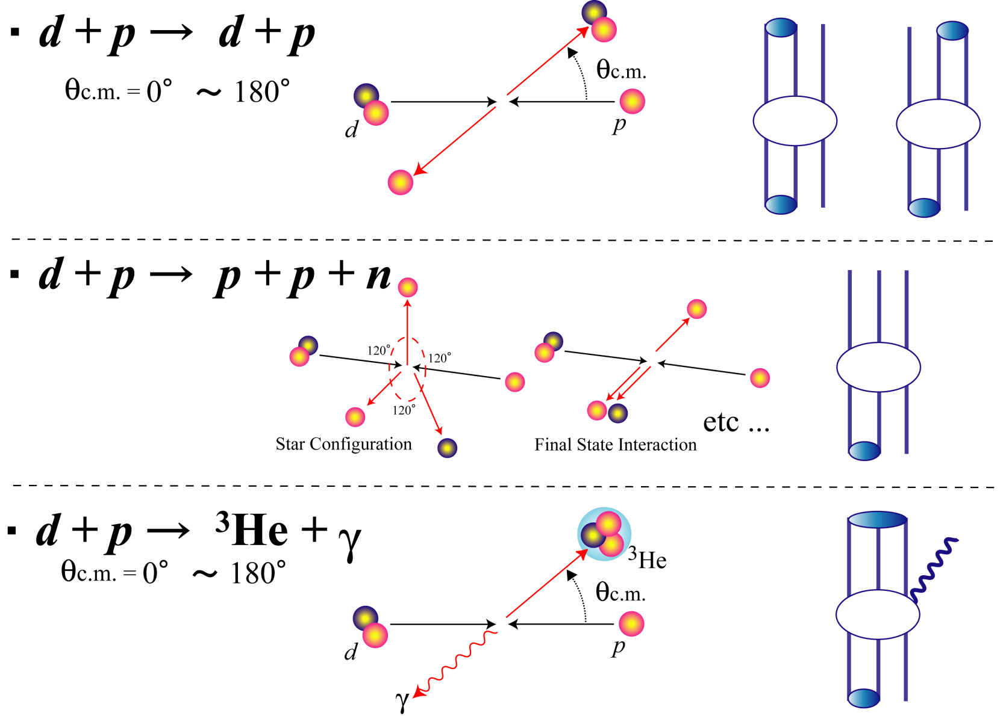 ▪ d + p → d + p
θc.m. = 0° ~ 180°
θc.m.
d
p
▪ d + p → p + p + n
120°
120°
120°
Star Configuration
Final State Interaction
etc ...
▪ d + p → ³He + γ
θc.m. = 0° ~ 180°
³He
θc.m.
d
p
γ